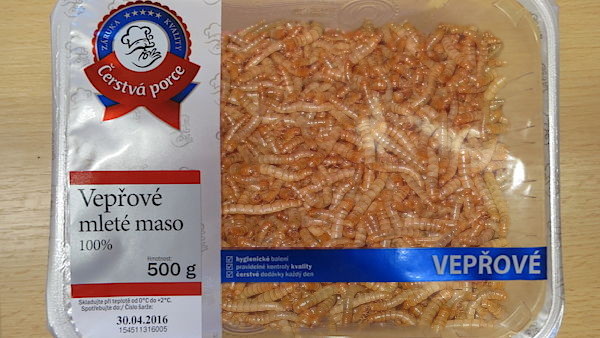 ZÁRUKA ★★★★★ KVALITY
Čerstvá porce
Vepřové
mleté maso
100%
Hmotnost:
500 g
Skladujte při teplotě od 0°C do +2°C.
Spotřebujte do:/ Číslo šarže:
30.04.2016
154511316005
hygienické balení
pravidelné kontroly kvality
čerstvé dodávky každý den
VEPŘOVÉ